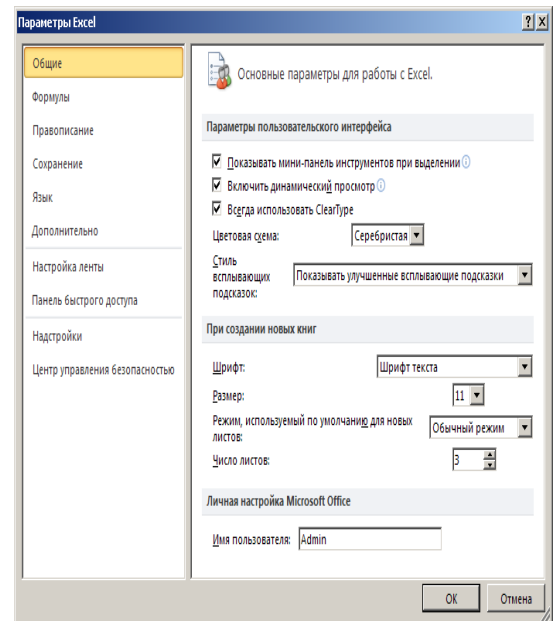 Параметры Excel
Общие
Формулы
Правописание
Сохранение
Язык
Дополнительно
Настройка ленты
Панель быстрого доступа
Надстройки
Центр управления безопасностью
Основные параметры для работы с Excel.
Параметры пользовательского интерфейса
Показывать мини-панель инструментов при выделении
Включить динамический просмотр
Всегда использовать ClearType
Цветовая схема: Серебристая
Стиль
всплывающих
подсказок: Показывать улучшенные всплывающие подсказки
При создании новых книг
Шрифт: Шрифт текста
Размер: 11
Режим, используемый по умолчанию для новых
листов: Обычный режим
Число листов: 3
Личная настройка Microsoft Office
Имя пользователя: Admin
ОК Отмена